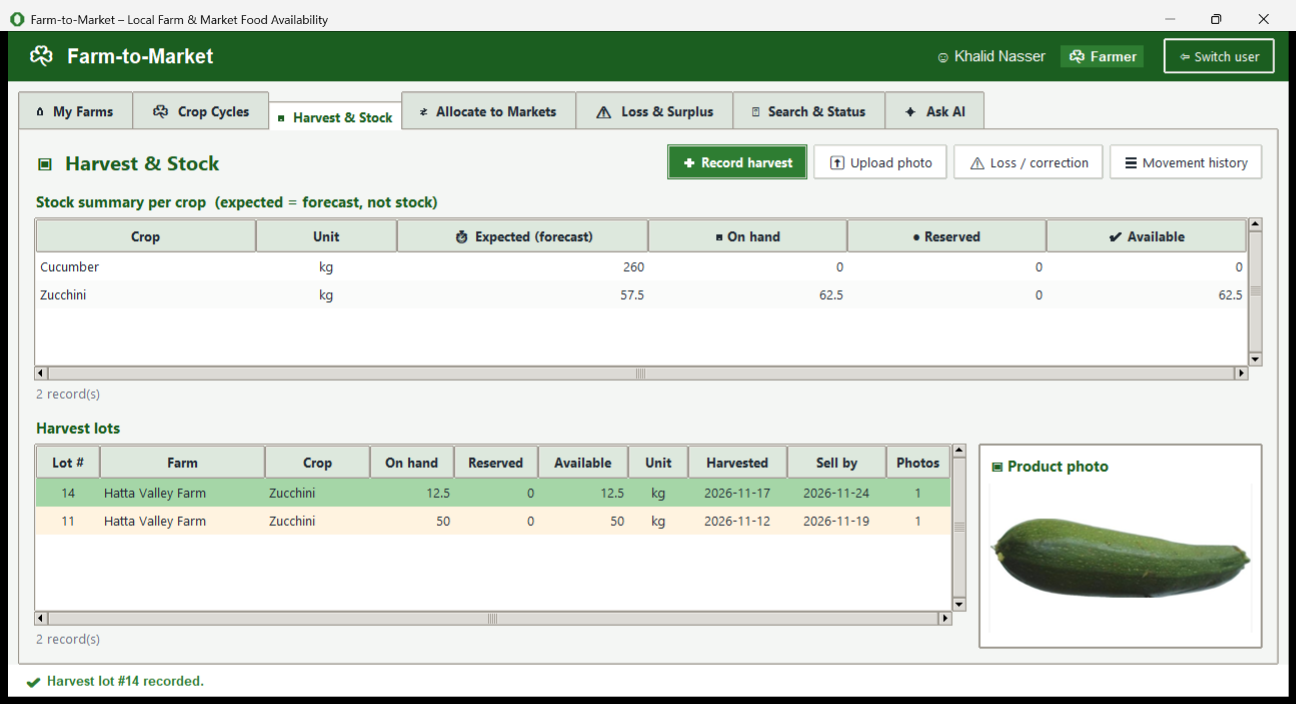 Farm-to-Market – Local Farm & Market Food Availability
Farm-to-Market
Khalid Nasser
Farmer
Switch user
My Farms
Crop Cycles
Harvest & Stock
Allocate to Markets
Loss & Surplus
Search & Status
Ask AI
Harvest & Stock
Record harvest
Upload photo
Loss / correction
Movement history
Stock summary per crop (expected = forecast, not stock)
Crop Unit Expected (forecast) On hand Reserved Available
Cucumber kg 260 0 0 0
Zucchini kg 57.5 62.5 0 62.5
2 record(s)
Harvest lots
Lot # Farm Crop On hand Reserved Available Unit Harvested Sell by Photos
14 Hatta Valley Farm Zucchini 12.5 0 12.5 kg 2026-11-17 2026-11-24 1
11 Hatta Valley Farm Zucchini 50 0 50 kg 2026-11-12 2026-11-19 1
2 record(s)
Product photo
Harvest lot #14 recorded.